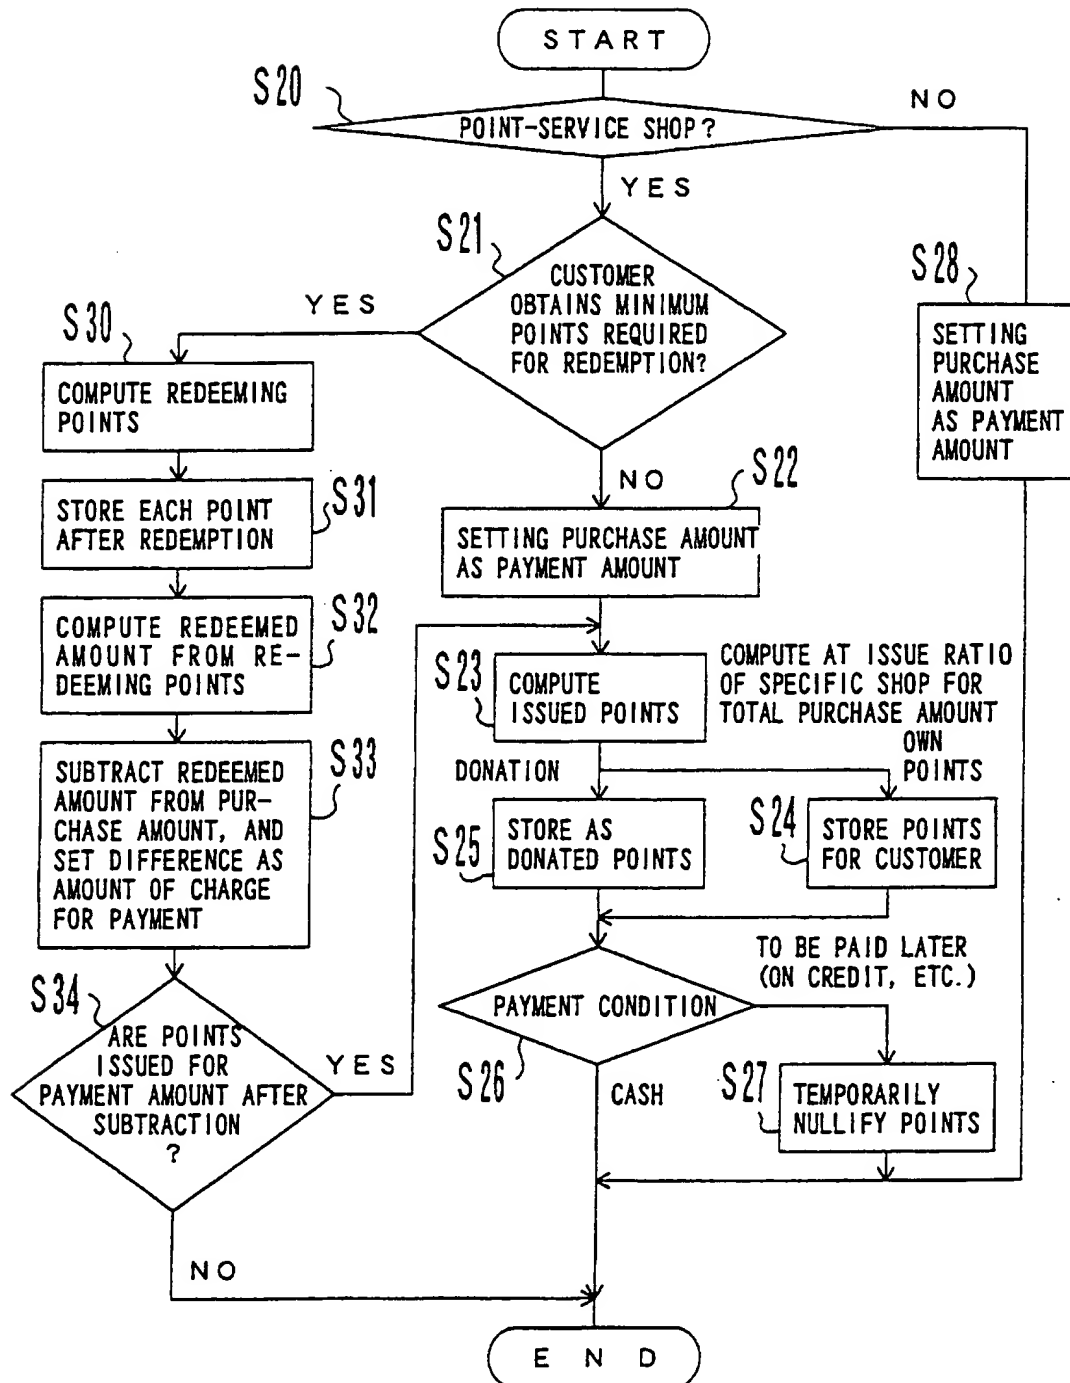 START
S20
POINT-SERVICE SHOP?
NO
YES
S21
CUSTOMER
OBTAINS MINIMUM
POINTS REQUIRED
FOR REDEMPTION?
YES
S28
SETTING
PURCHASE
AMOUNT
AS PAYMENT
AMOUNT
S30
COMPUTE REDEEMING
POINTS
NO
S22
SETTING PURCHASE AMOUNT
AS PAYMENT AMOUNT
S31
STORE EACH POINT
AFTER REDEMPTION
S32
COMPUTE REDEEMED
AMOUNT FROM RE-
DEEMING POINTS
S23
COMPUTE
ISSUED POINTS
COMPUTE AT ISSUE RATIO
OF SPECIFIC SHOP FOR
TOTAL PURCHASE AMOUNT
S33
SUBTRACT REDEEMED
AMOUNT FROM PUR-
CHASE AMOUNT, AND
SET DIFFERENCE AS
AMOUNT OF CHARGE
FOR PAYMENT
DONATION
OWN
POINTS
S25
STORE AS
DONATED POINTS
S24
STORE POINTS
FOR CUSTOMER
TO BE PAID LATER
(ON CREDIT, ETC.)
PAYMENT CONDITION
S26
CASH
S27
TEMPORARILY
NULLIFY POINTS
S34
ARE POINTS
ISSUED FOR
PAYMENT AMOUNT AFTER
SUBTRACTION
?
YES
NO
END